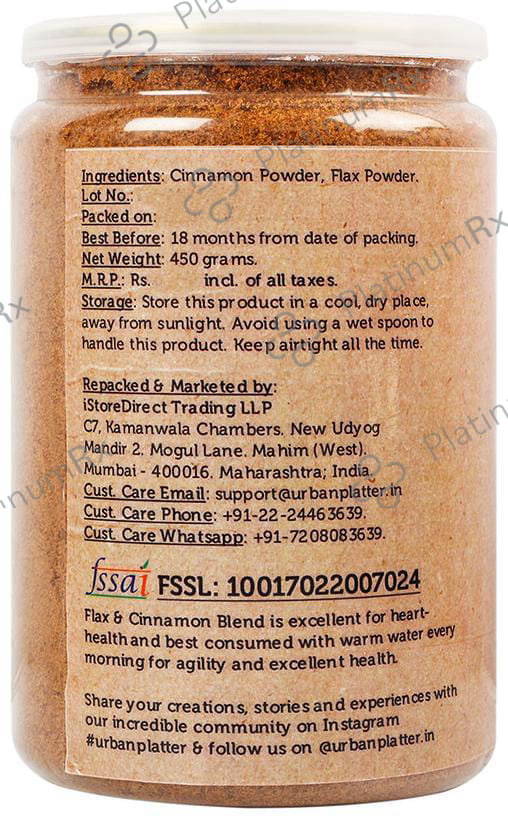 Ingredients: Cinnamon Powder, Flax Powder.
Lot No.:
Packed on:
Best Before: 18 months from date of packing.
Net Weight: 450 grams.
M.R.P.: Rs. incl. of all taxes.
Storage: Store this product in a cool, dry place,
away from sunlight. Avoid using a wet spoon to
handle this product. Keep airtight all the time.
Repacked & Marketed by:
iStoreDirect Trading LLP
C7, Kamanwala Chambers, New Udyog
Mandir 2, Mogul Lane, Mahim (West),
Mumbai - 400016. Maharashtra; India.
Cust. Care Email: support@urbanplatter.in
Cust. Care Phone: +91-22-24463639.
Cust. Care Whatsapp: +91-7208083639.
fssai FSSL: 10017022007024
Flax & Cinnamon Blend is excellent for heart-
health and best consumed with warm water every
morning for agility and excellent health.
Share your creations, stories and experiences with
our incredible community on Instagram
#urbanplatter & follow us on @urbanplatter.in
PlatinumRx
PlatinumRx
PlatinumRx
Rx
inumRx
Platin